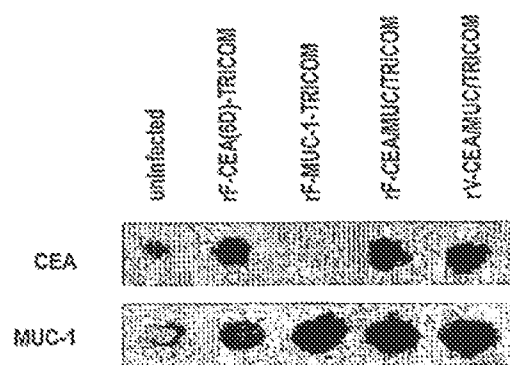 uninfected
rF-CEA(6D)-TRICOM
rF-MUC-1-TRICOM
rF-CEA/MUC/TRICOM
rV-CEA/MUC/TRICOM
CEA
MUC-1